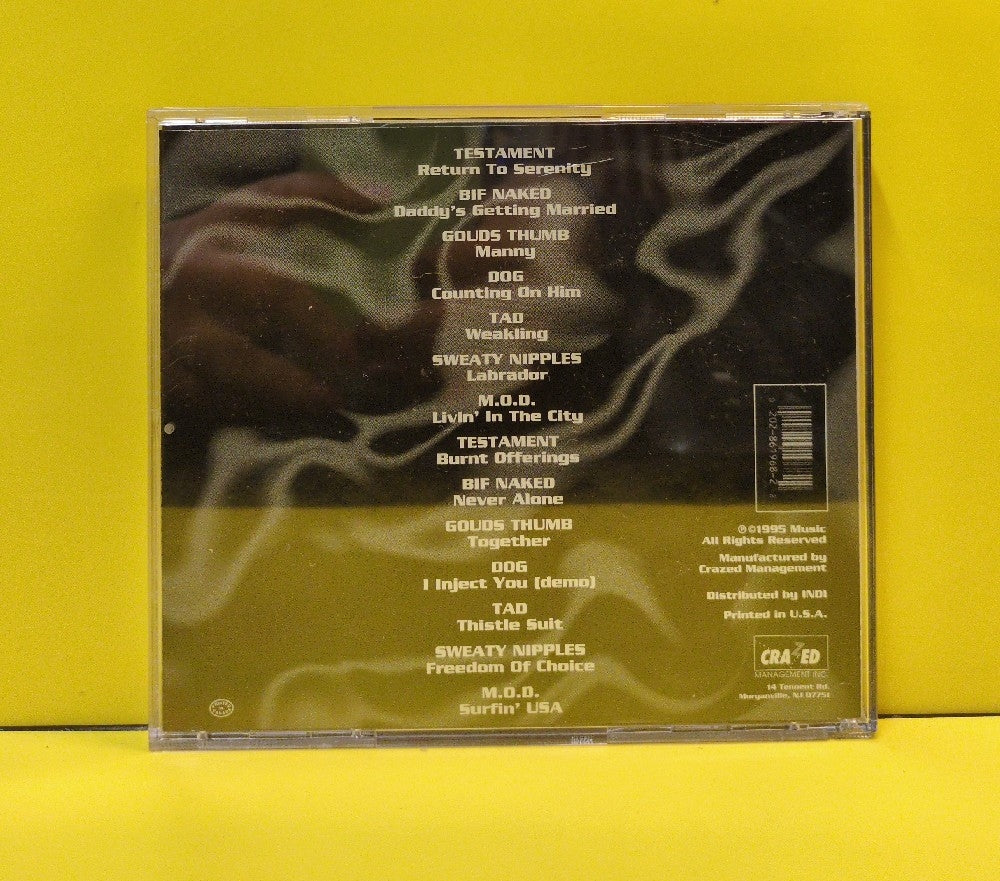 TESTAMENT
Return To Serenity
BIF NAKED
Daddy's Getting Married
GOUDS THUMB
Manny
DOG
Counting On Him
TAD
Weakling
SWEATY NIPPLES
Labrador
M.O.D.
Livin' In The City
TESTAMENT
Burnt Offerings
BIF NAKED
Never Alone
GOUDS THUMB
Together
DOG
I Inject You (demo)
TAD
Thistle Suit
SWEATY NIPPLES
Freedom Of Choice
M.O.D.
Surfin' USA
℗©1995 Music
All Rights Reserved
Manufactured by
Crazed Management
Distributed by INDI
Printed in U.S.A.
CRAZED
MANAGEMENT INC.
14 Tennent Rd.
Morganville, NJ 07751